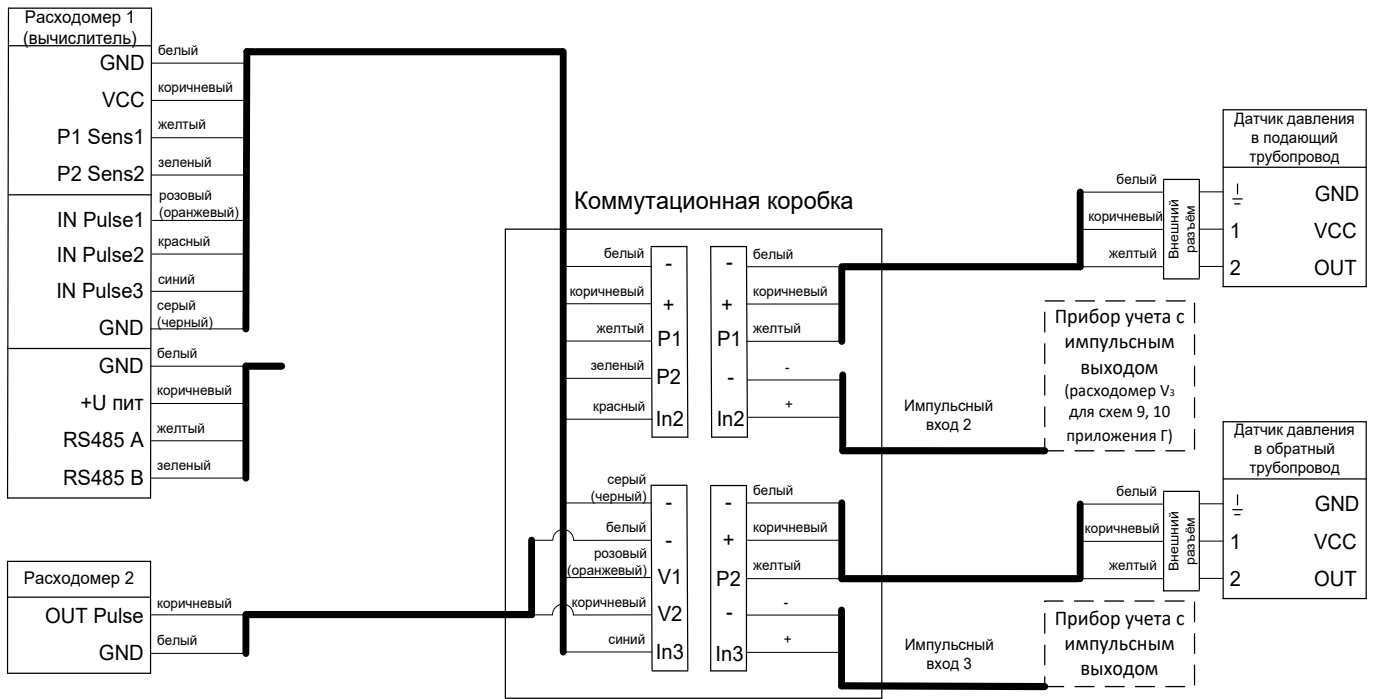 Расходомер 1
(вычислитель)
GND
белый
VCC
коричневый
P1 Sens1
желтый
P2 Sens2
зеленый
IN Pulse1
розовый
(оранжевый)
IN Pulse2
красный
IN Pulse3
синий
GND
серый
(черный)
GND
белый
+U пит
коричневый
RS485 A
желтый
RS485 B
зеленый
Расходомер 2
OUT Pulse
коричневый
GND
белый
Коммутационная коробка
белый
-
коричневый
+
желтый
P1
зеленый
P2
красный
In2
-
белый
+
коричневый
P1
желтый
-
-
In2
+
Импульсный
вход 2
серый
(черный)
-
белый
-
розовый
(оранжевый)
V1
коричневый
V2
синий
In3
-
белый
+
коричневый
P2
желтый
-
-
In3
+
Импульсный
вход 3
Датчик давления
в подающий
трубопровод
белый
коричневый
желтый
Внешний
разъём
GND
1
VCC
2
OUT
Прибор учета с
импульсным
выходом
(расходомер V₃
для схем 9, 10
приложения Г)
Датчик давления
в обратный
трубопровод
белый
коричневый
желтый
Внешний
разъём
GND
1
VCC
2
OUT
Прибор учета с
импульсным
выходом